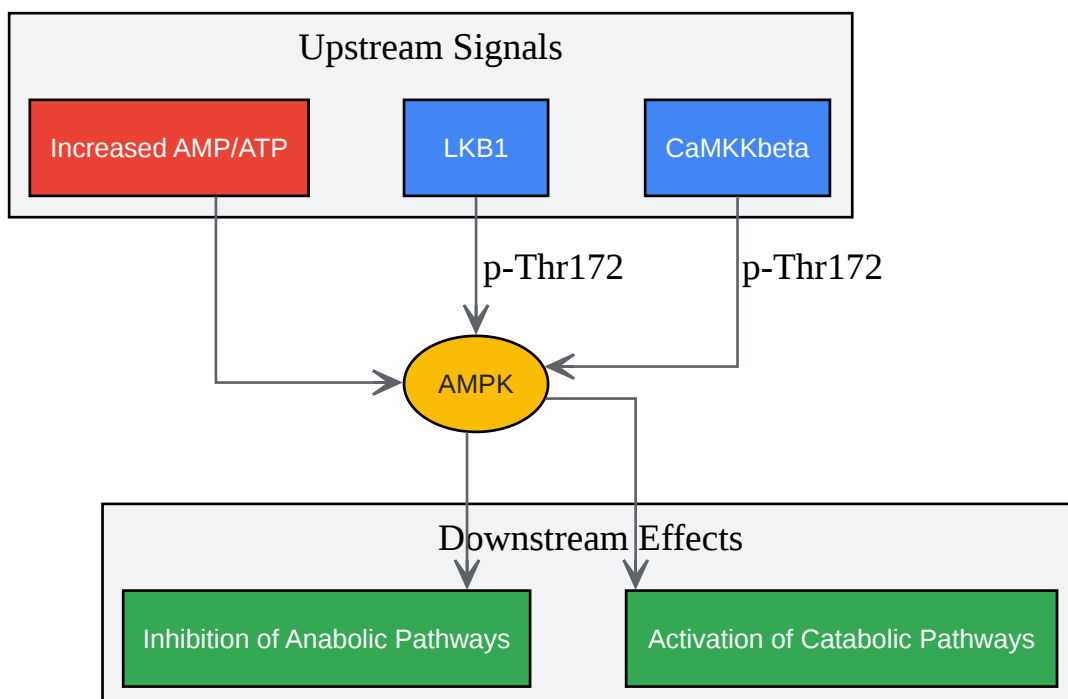 Upstream Signals
Increased AMP/ATP
LKB1
CaMKKbeta
p-Thr172
p-Thr172
AMPK
Downstream Effects
Inhibition of Anabolic Pathways
Activation of Catabolic Pathways